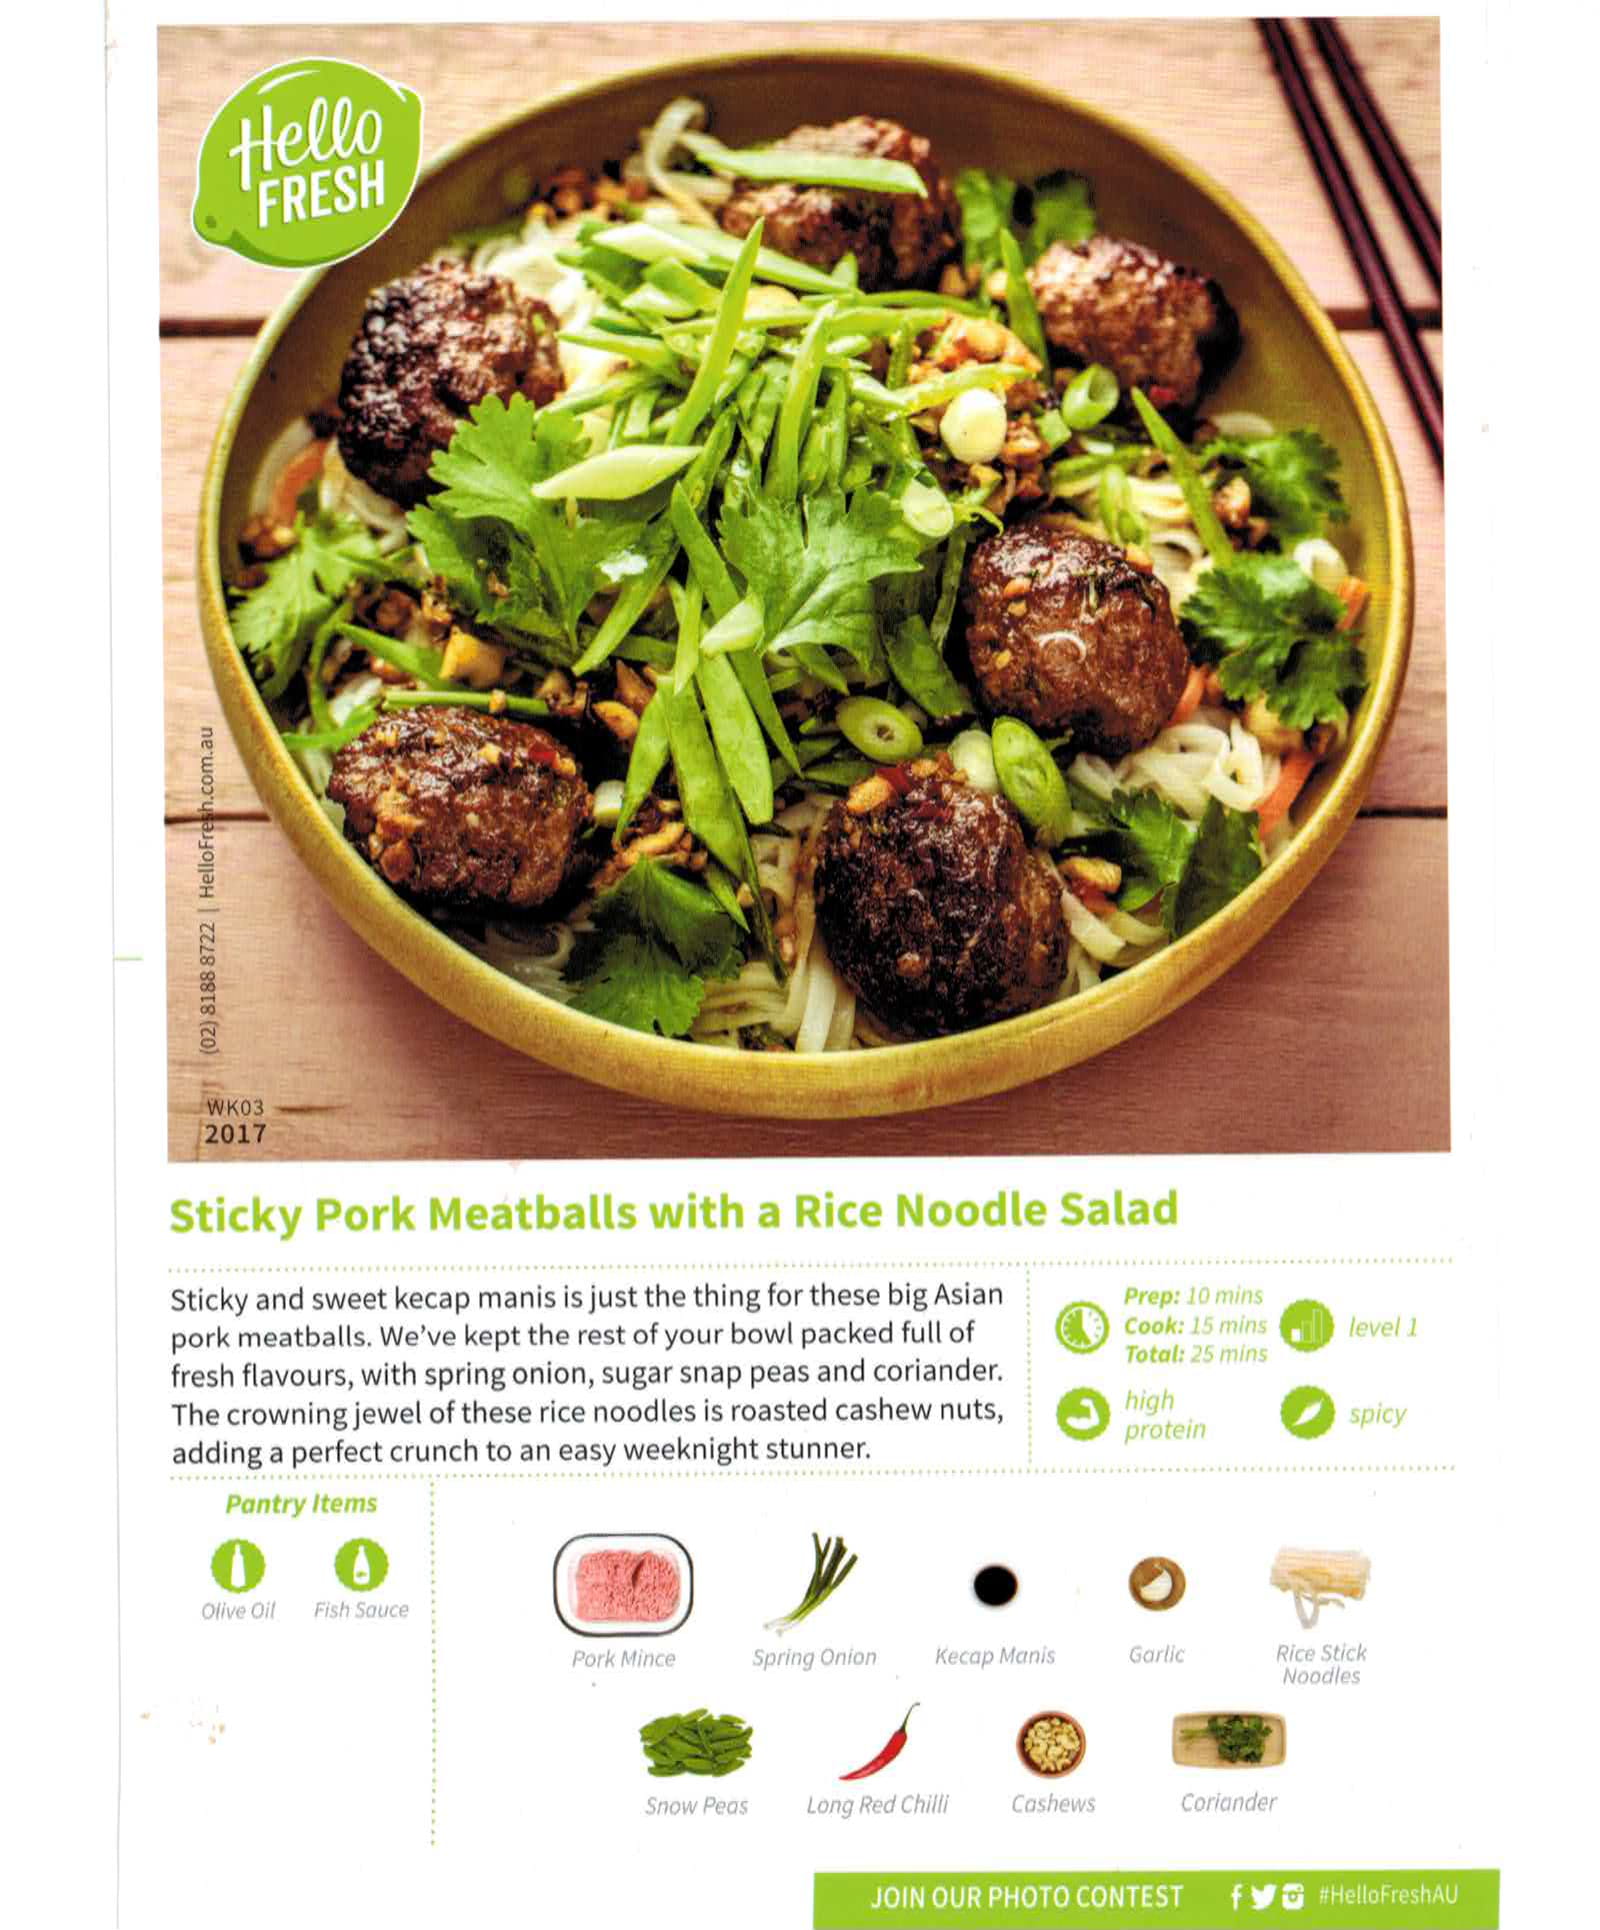 Hello
FRESH
(02) 8188 8722 | HelloFresh.com.au
WK03
2017
Sticky Pork Meatballs with a Rice Noodle Salad
Sticky and sweet kecap manis is just the thing for these big Asian
pork meatballs. We've kept the rest of your bowl packed full of
fresh flavours, with spring onion, sugar snap peas and coriander.
The crowning jewel of these rice noodles is roasted cashew nuts,
adding a perfect crunch to an easy weeknight stunner.
Prep: 10 mins
Cook: 15 mins
Total: 25 mins
level 1
high
protein
spicy
Pantry Items
Olive Oil
Fish Sauce
Pork Mince
Spring Onion
Kecap Manis
Garlic
Rice Stick
Noodles
Snow Peas
Long Red Chilli
Cashews
Coriander
JOIN OUR PHOTO CONTEST
#HelloFreshAU